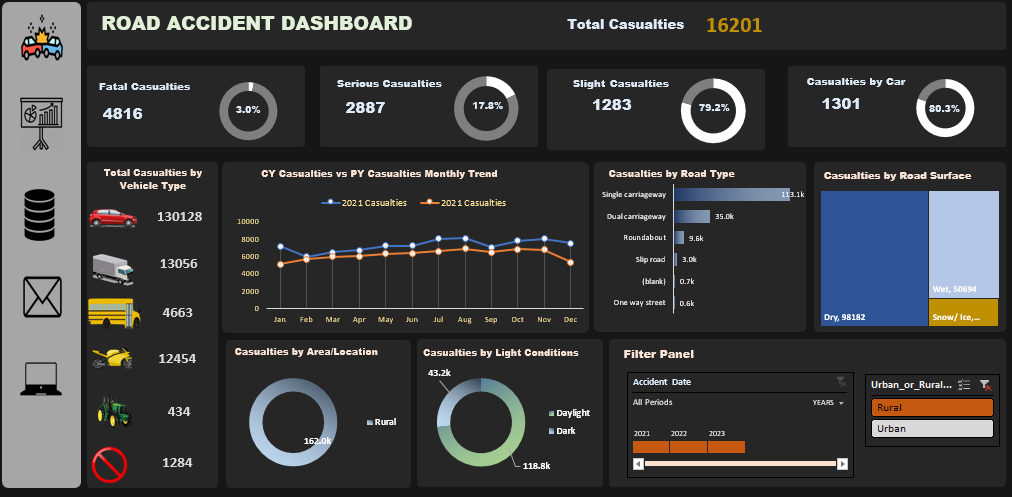 ROAD ACCIDENT DASHBOARD
Total Casualties
16201
Fatal Casualties
4816
3.0%
Serious Casualties
2887
17.8%
Slight Casualties
1283
79.2%
Casualties by Car
1301
80.3%
Total Casualties by
Vehicle Type
130128
13056
4663
12454
434
1284
CY Casualties vs PY Casualties Monthly Trend
2021 Casualties
2021 Casualties
10000
8000
6000
4000
2000
0
Jan Feb Mar Apr May Jun Jul Aug Sep Oct Nov Dec
Casualties by Road Type
Single carriageway 113.1k
Dual carriageway 35.0k
Roundabout 9.6k
Slip road 3.0k
(blank) 0.7k
One way street 0.6k
Casualties by Road Surface
Dry, 98182
Wet, 50694
Snow/ Ice,...
Casualties by Area/Location
162.0k
Rural
Casualties by Light Conditions
43.2k
118.8k
Daylight
Dark
Filter Panel
Accident Date
All Periods YEARS
2021 2022 2023
Urban_or_Rural...
Rural
Urban